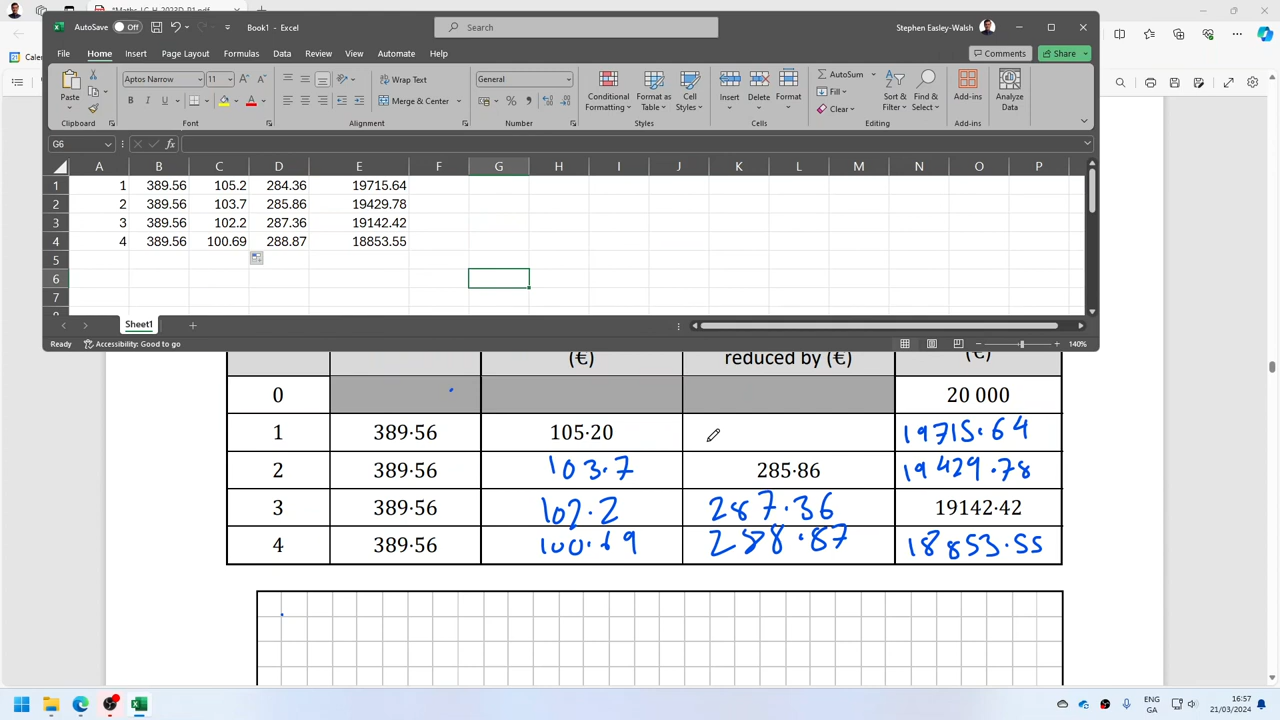 *Maths_LC_H_2023D_P1.pdf
Calen
AutoSave Off Book1 - Excel Search Stephen Easley-Walsh
File Home Insert Page Layout Formulas Data Review View Automate Help Comments Share
Paste Aptos Narrow 11 Wrap Text General Conditional Formatting Format as Table Cell Styles Insert Delete Format AutoSum Fill Clear Sort & Filter Find & Select Add-ins Analyze Data
B I U Merge & Center
Clipboard Font Alignment Number Styles Cells Editing Add-ins
G6 fx
A B C D E F G H I J K L M N O P
1 1 389.56 105.2 284.36 19715.64
2 2 389.56 103.7 285.86 19429.78
3 3 389.56 102.2 287.36 19142.42
4 4 389.56 100.69 288.87 18853.55
5
6
7
Sheet1
Ready Accessibility: Good to go 140%
(€) reduced by (€) (€)
0 20 000
1 389·56 105·20 19715.64
2 389·56 103.7 285·86 19429.78
3 389·56 102.2 287.36 19142·42
4 389·56 100.69 288.87 18853.55
ENG
GA
16:57
21/03/2024